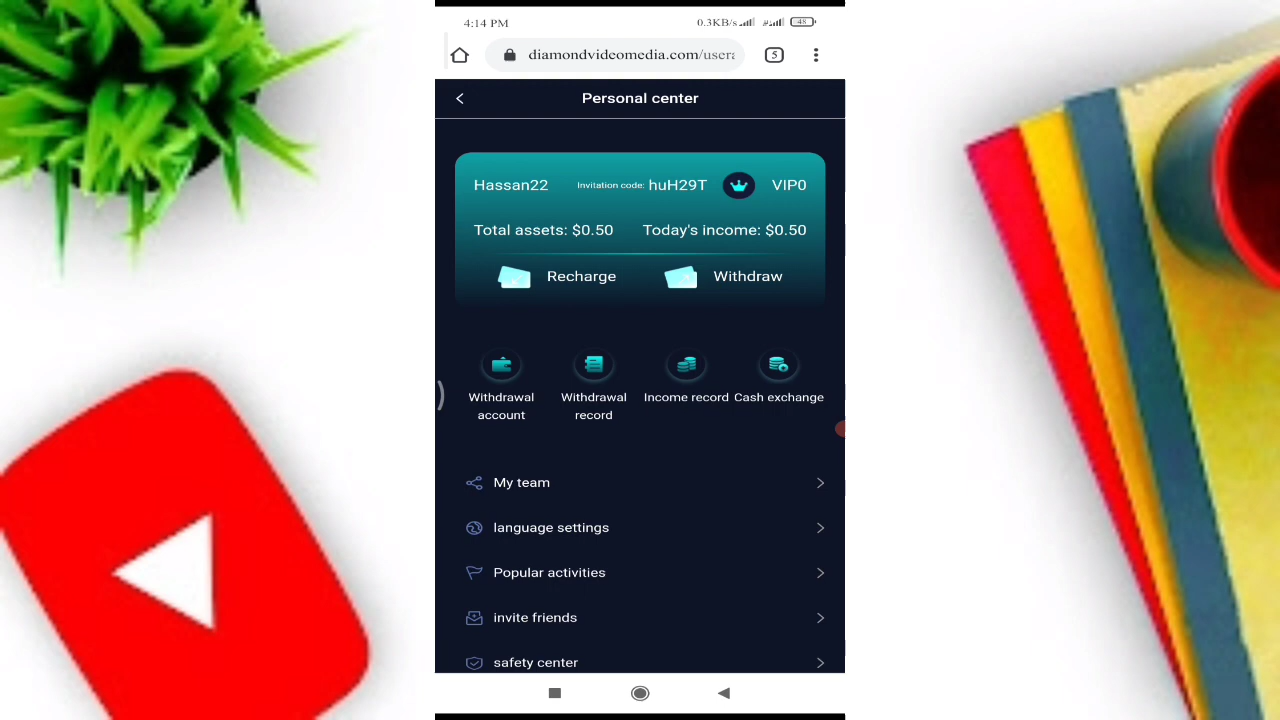 4:14 PM 0.3KB/s 48
diamondvideomedia.com/user 5
Personal center
Hassan22 Invitation code: huH29T VIP0
Total assets: $0.50 Today's income: $0.50
Recharge Withdraw
Withdrawal account
Withdrawal record
Income record
Cash exchange
My team
language settings
Popular activities
invite friends
safety center